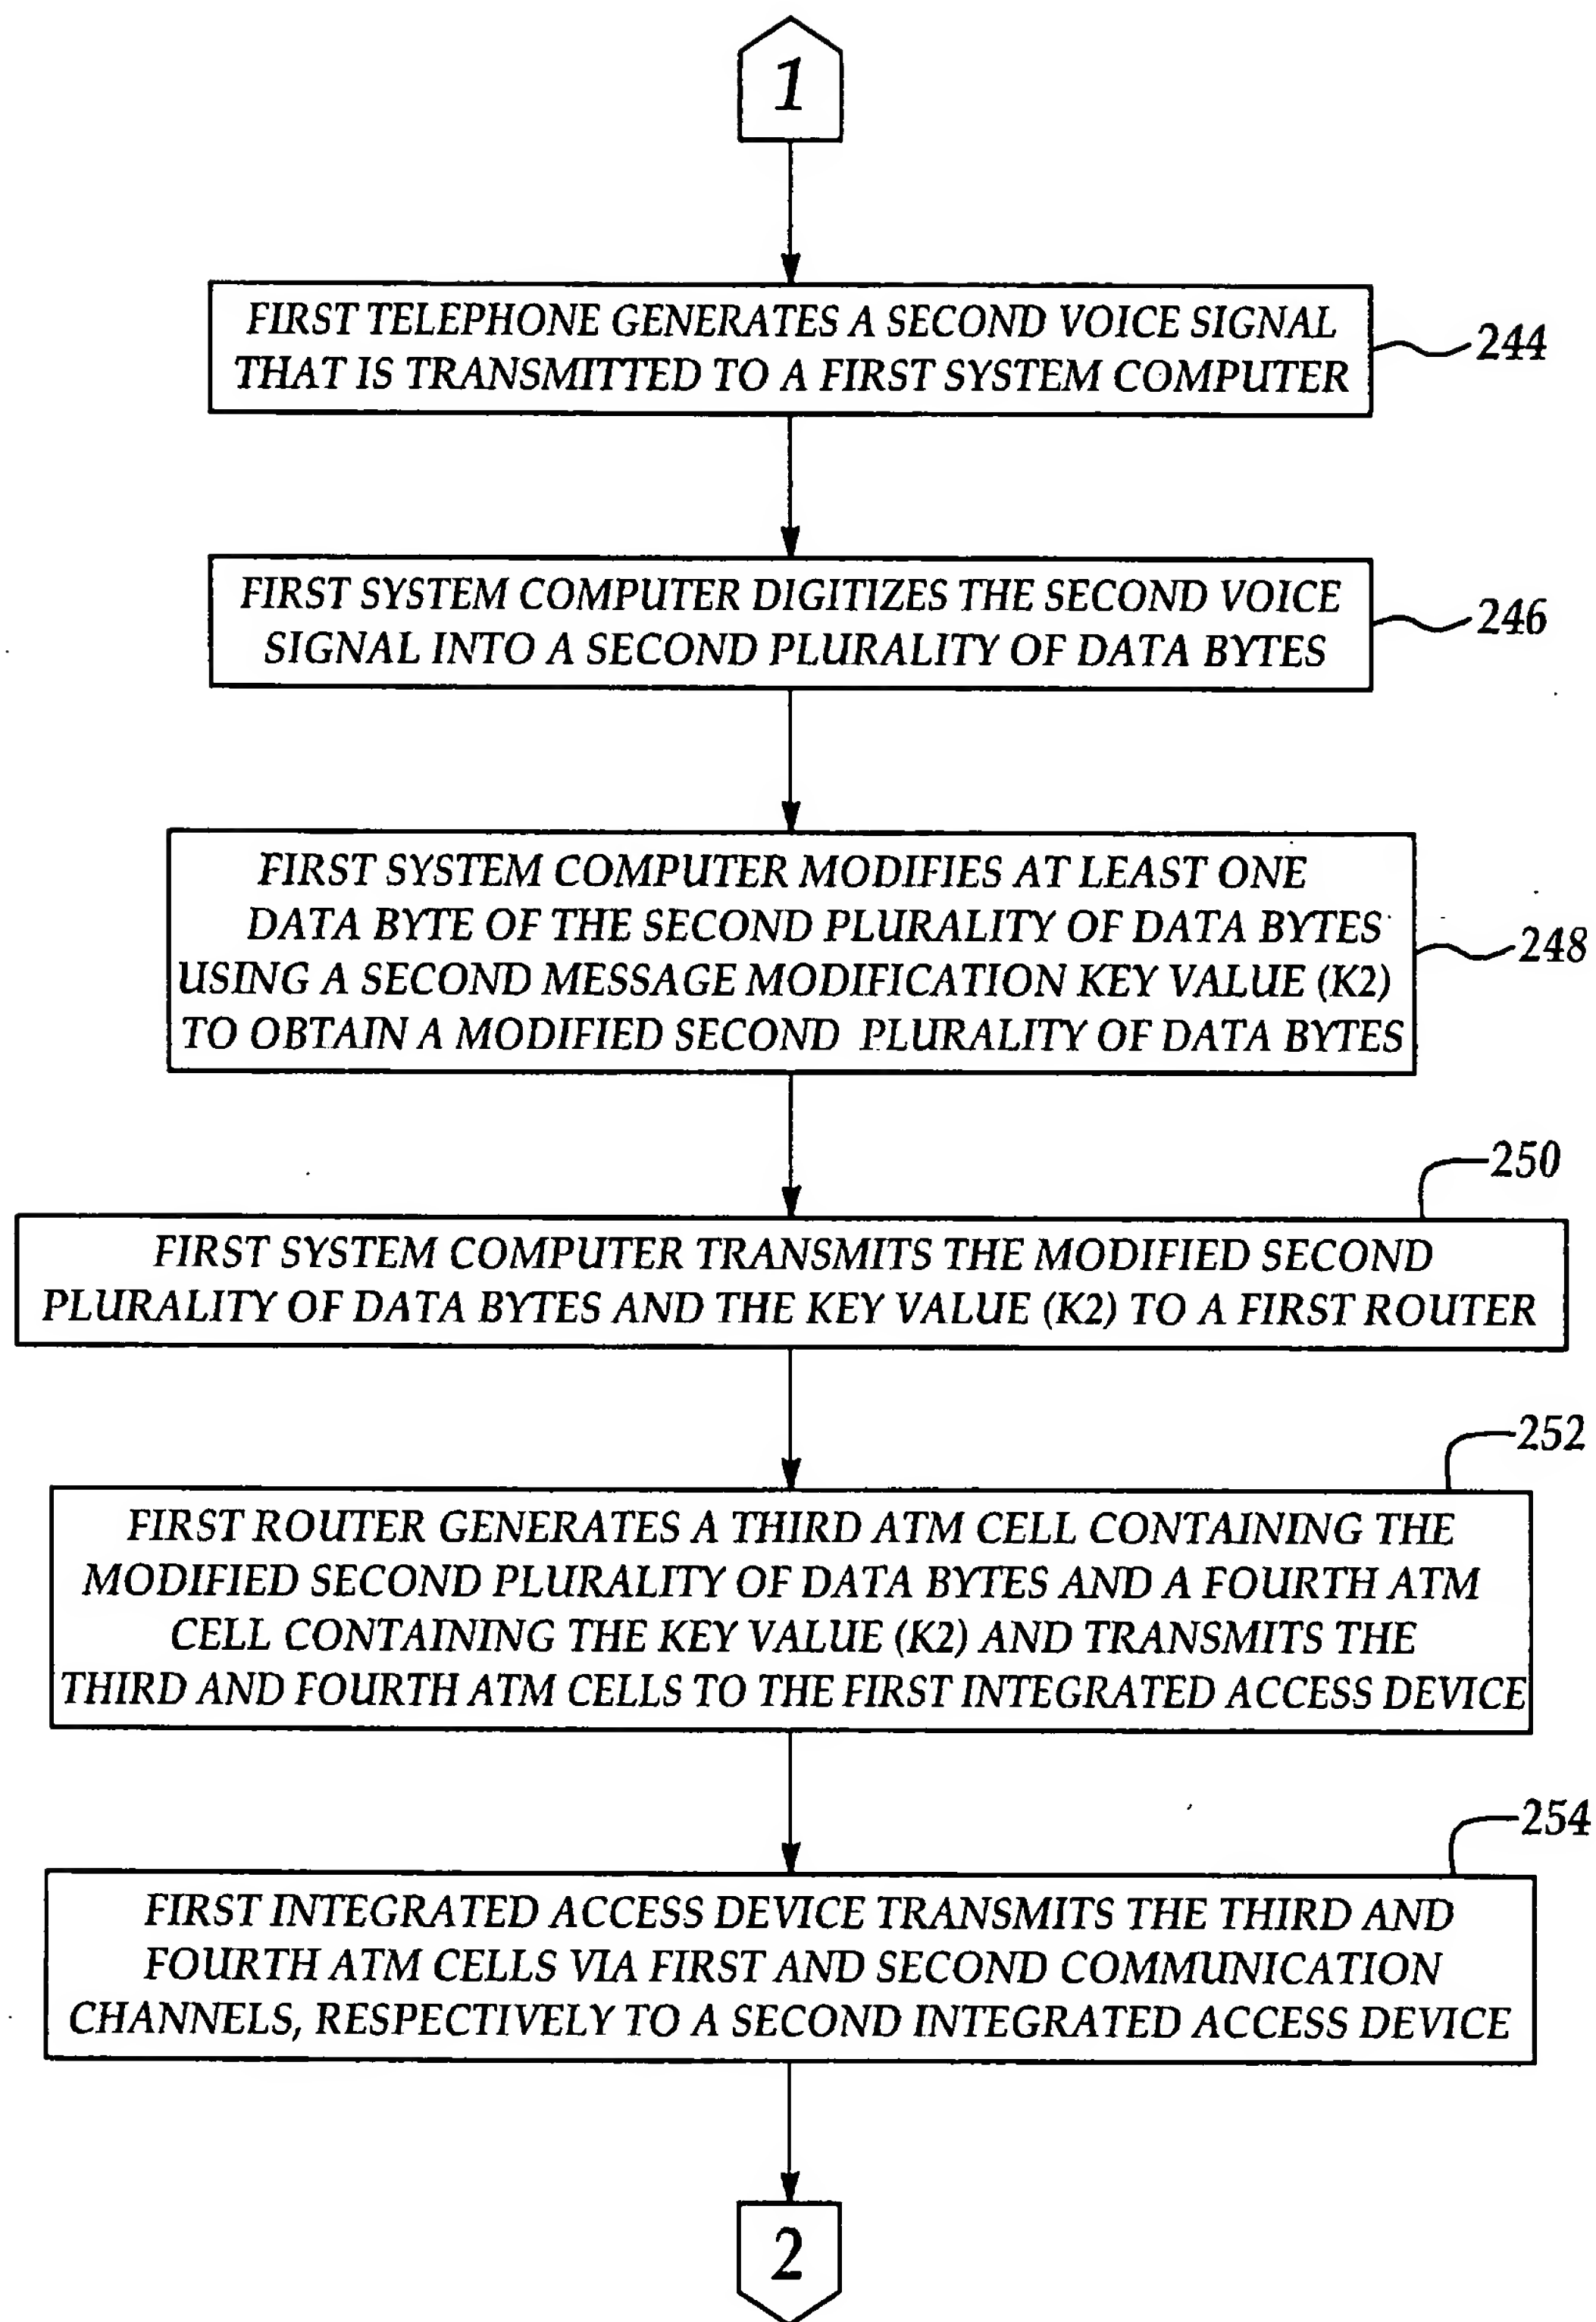 1
FIRST TELEPHONE GENERATES A SECOND VOICE SIGNAL
THAT IS TRANSMITTED TO A FIRST SYSTEM COMPUTER
244
FIRST SYSTEM COMPUTER DIGITIZES THE SECOND VOICE
SIGNAL INTO A SECOND PLURALITY OF DATA BYTES
246
FIRST SYSTEM COMPUTER MODIFIES AT LEAST ONE
DATA BYTE OF THE SECOND PLURALITY OF DATA BYTES
USING A SECOND MESSAGE MODIFICATION KEY VALUE (K2)
TO OBTAIN A MODIFIED SECOND PLURALITY OF DATA BYTES
248
250
FIRST SYSTEM COMPUTER TRANSMITS THE MODIFIED SECOND
PLURALITY OF DATA BYTES AND THE KEY VALUE (K2) TO A FIRST ROUTER
252
FIRST ROUTER GENERATES A THIRD ATM CELL CONTAINING THE
MODIFIED SECOND PLURALITY OF DATA BYTES AND A FOURTH ATM
CELL CONTAINING THE KEY VALUE (K2) AND TRANSMITS THE
THIRD AND FOURTH ATM CELLS TO THE FIRST INTEGRATED ACCESS DEVICE
254
FIRST INTEGRATED ACCESS DEVICE TRANSMITS THE THIRD AND
FOURTH ATM CELLS VIA FIRST AND SECOND COMMUNICATION
CHANNELS, RESPECTIVELY TO A SECOND INTEGRATED ACCESS DEVICE
2